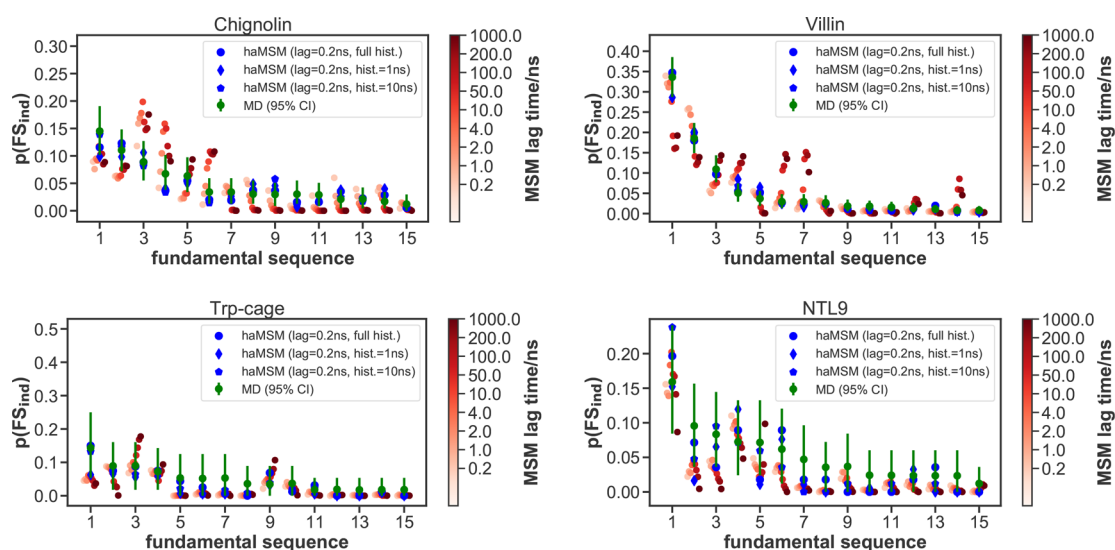 Chignolin
p(FS_ind)
0.30
0.25
0.20
0.15
0.10
0.05
0.00
haMSM (lag=0.2ns, full hist.)
haMSM (lag=0.2ns, hist.=1ns)
haMSM (lag=0.2ns, hist.=10ns)
MD (95% CI)
1 3 5 7 9 11 13 15
fundamental sequence
1000.0
200.0
100.0
50.0
10.0
4.0
2.0
1.0
0.2
MSM lag time/ns
Villin
p(FS_ind)
0.40
0.35
0.30
0.25
0.20
0.15
0.10
0.05
0.00
haMSM (lag=0.2ns, full hist.)
haMSM (lag=0.2ns, hist.=1ns)
haMSM (lag=0.2ns, hist.=10ns)
MD (95% CI)
1 3 5 7 9 11 13 15
fundamental sequence
1000.0
200.0
100.0
50.0
10.0
4.0
2.0
1.0
0.2
MSM lag time/ns
Trp-cage
p(FS_ind)
0.5
0.4
0.3
0.2
0.1
0.0
haMSM (lag=0.2ns, full hist.)
haMSM (lag=0.2ns, hist.=1ns)
haMSM (lag=0.2ns, hist.=10ns)
MD (95% CI)
1 3 5 7 9 11 13 15
fundamental sequence
1000.0
200.0
100.0
50.0
10.0
4.0
2.0
1.0
0.2
MSM lag time/ns
NTL9
p(FS_ind)
0.20
0.15
0.10
0.05
0.00
haMSM (lag=0.2ns, full hist.)
haMSM (lag=0.2ns, hist.=1ns)
haMSM (lag=0.2ns, hist.=10ns)
MD (95% CI)
1 3 5 7 9 11 13 15
fundamental sequence
1000.0
200.0
100.0
50.0
10.0
4.0
2.0
1.0
0.2
MSM lag time/ns